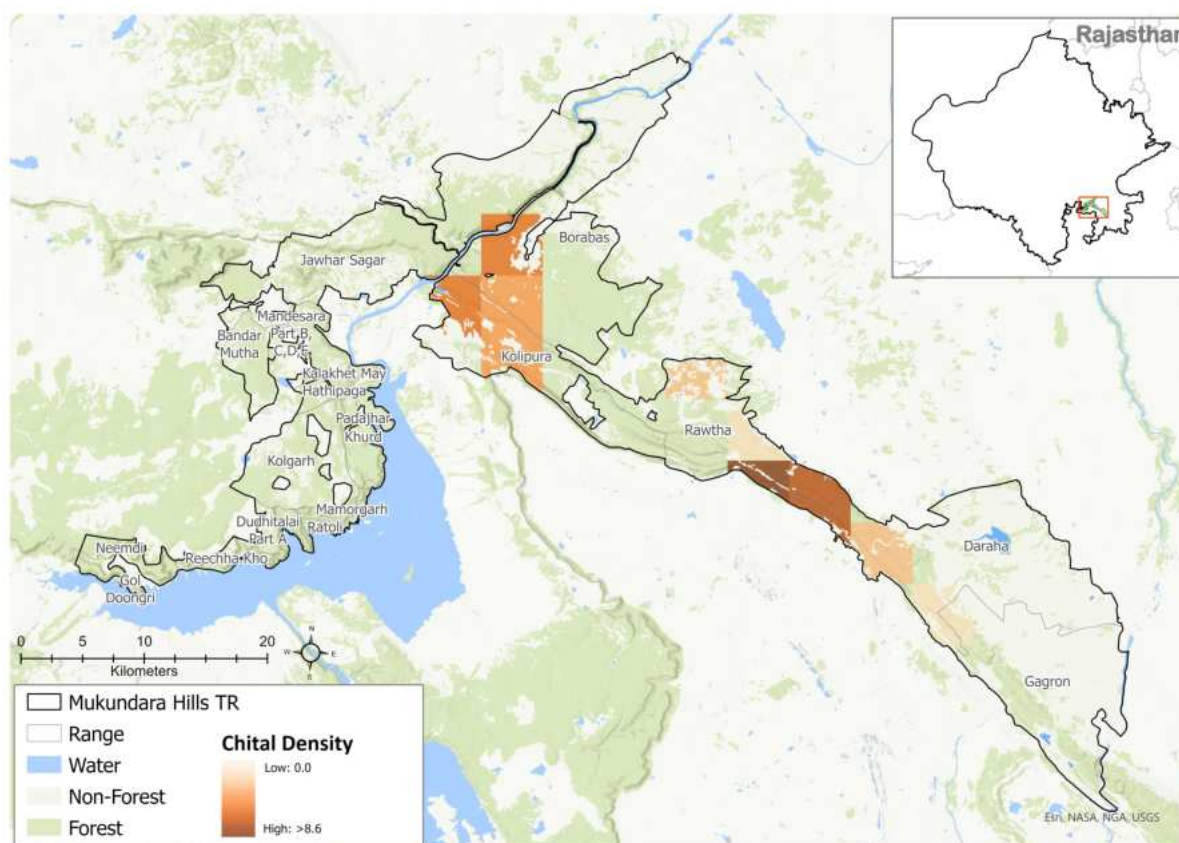 Rajasthan
Borabas
Jawhar Sagar
Mandesara
Part B,
C,D,E
Bandar
Mutha
Kolipura
Kalakhet May
Hathipaga
Padajhar
Khurd
Rawtha
Kolgarh
Mamorgarh
Ratol
Dudhitalai
Part A
Neemdi
Reechha Kho
Gol
Doongri
Daraha
Gagron
0 5 10 20
Kilometers
N
W E
S
Mukundara Hills TR
Range
Water
Non-Forest
Forest
Chital Density
Low: 0.0
High: >8.6
Esri, NASA, NGA, USGS